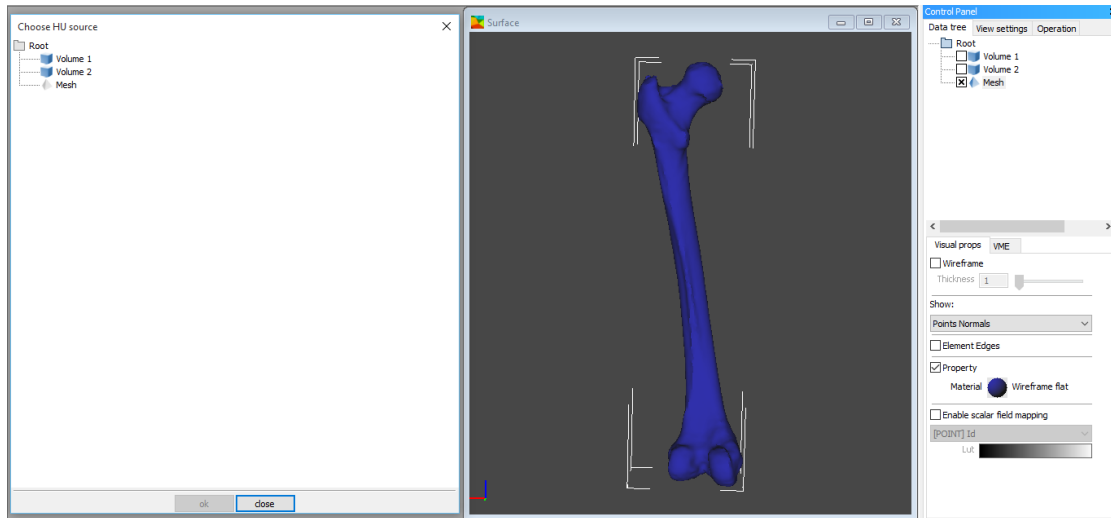 Choose HU source
Root
Volume 1
Volume 2
Mesh
ok
close
Surface
Control Panel
Data tree View settings Operation
Root
Volume 1
Volume 2
Mesh
Visual props VME
Wireframe
Thickness 1
Show:
Points Normals
Element Edges
Property
Material Wireframe flat
Enable scalar field mapping
[POINT] Id
Lut